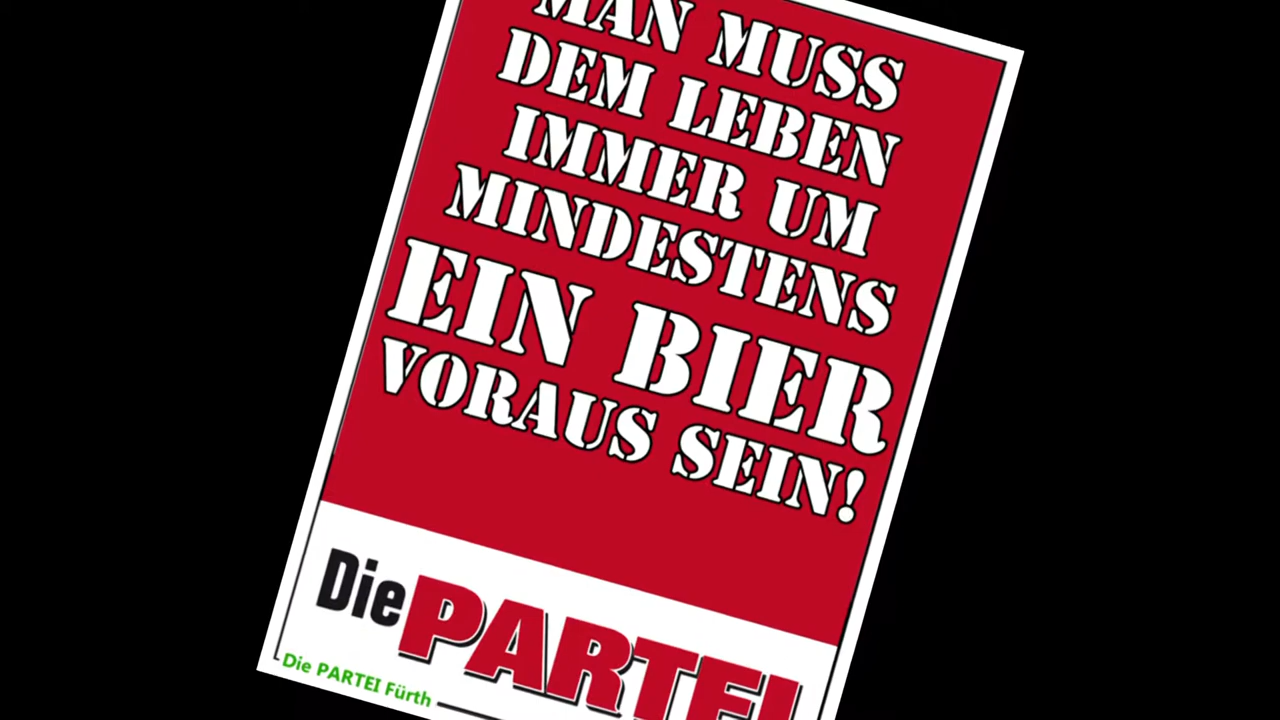 MAN MUSS
DEM LEBEN
IMMER UM
MINDESTENS
EIN BIER
VORAUS SEIN!
Die PARTEI
Die PARTEI Fürth